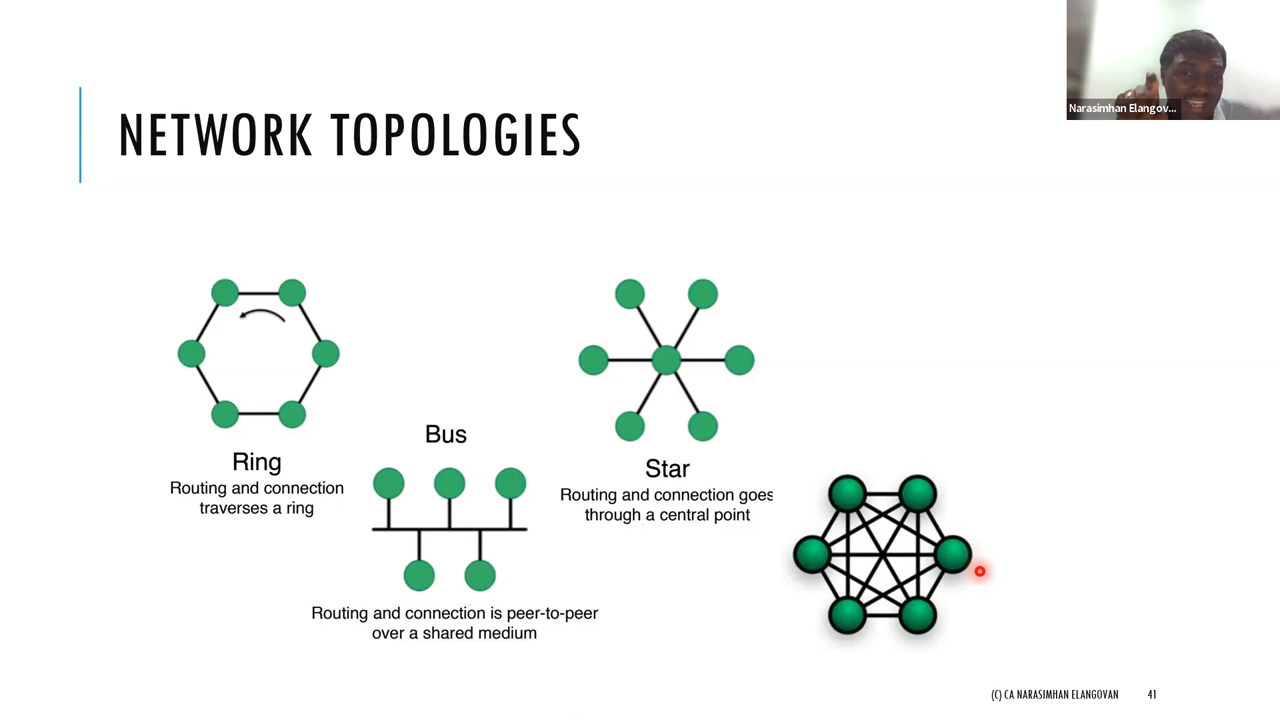 Narasimhan Elangov...
NETWORK TOPOLOGIES
Ring
Routing and connection
traverses a ring
Bus
Routing and connection is peer-to-peer
over a shared medium
Star
Routing and connection goes
through a central point
(C) CA NARASIMHAN ELANGOVAN
41